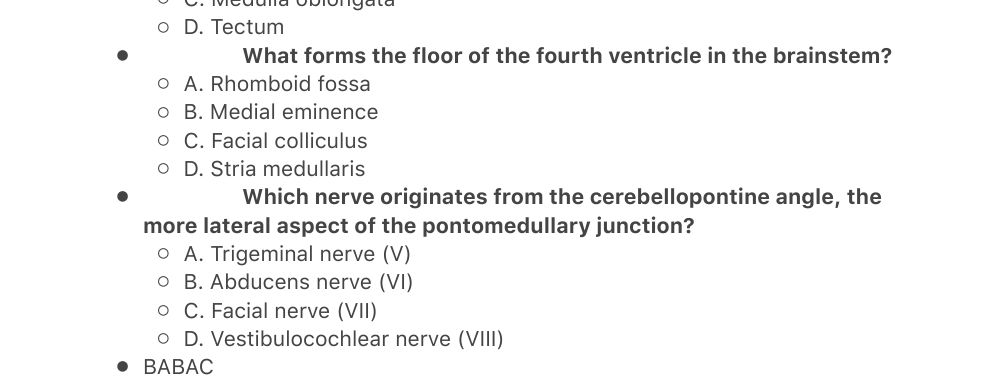 C. Medulla oblongata
D. Tectum
What forms the floor of the fourth ventricle in the brainstem?
A. Rhomboid fossa
B. Medial eminence
C. Facial colliculus
D. Stria medullaris
Which nerve originates from the cerebellopontine angle, the
more lateral aspect of the pontomedullary junction?
A. Trigeminal nerve (V)
B. Abducens nerve (VI)
C. Facial nerve (VII)
D. Vestibulocochlear nerve (VIII)
BABAC